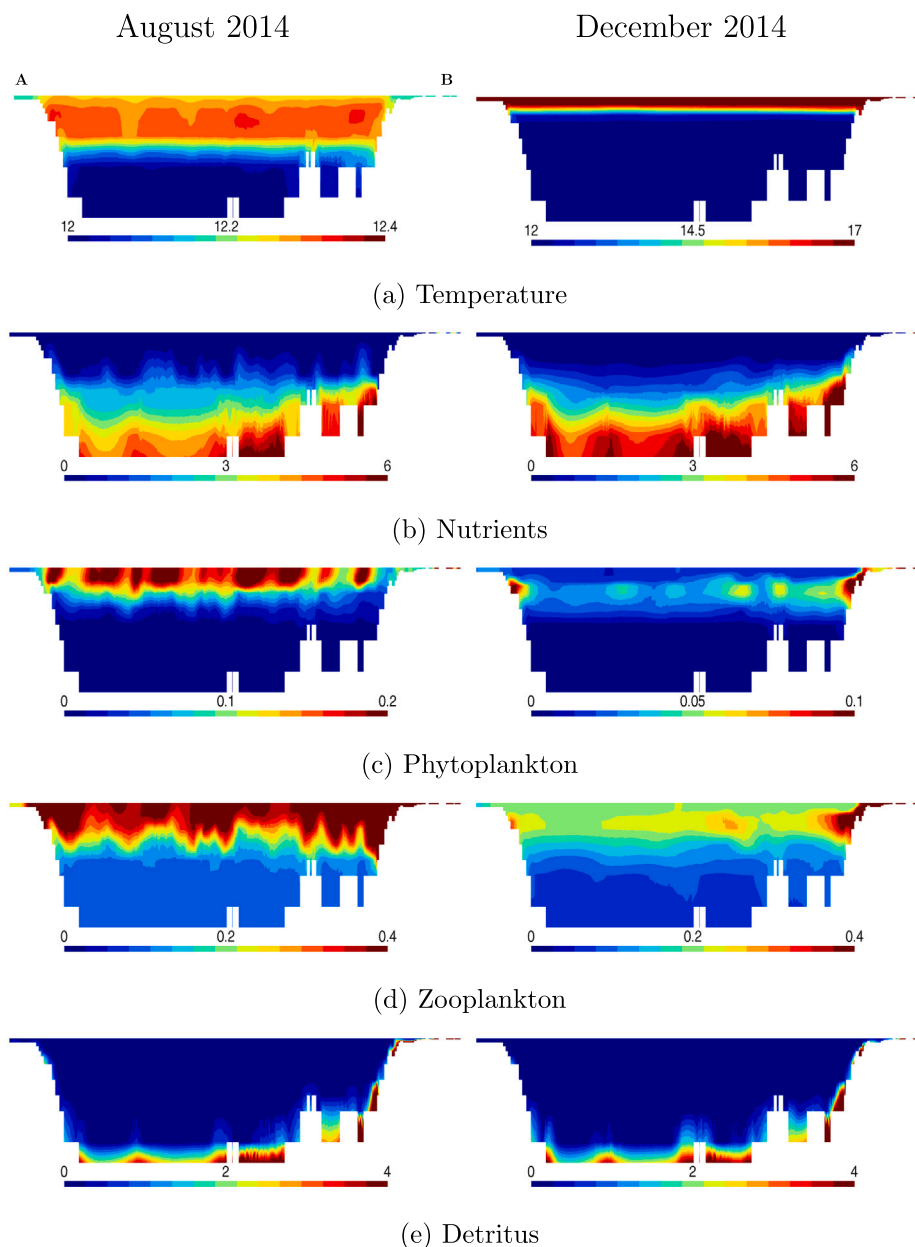 August 2014 December 2014
A B
12 12.2 12.4 12 14.5 17
(a) Temperature
0 3 6 0 3 6
(b) Nutrients
0 0.1 0.2 0 0.05 0.1
(c) Phytoplankton
0 0.2 0.4 0 0.2 0.4
(d) Zooplankton
0 2 4 0 2 4
(e) Detritus